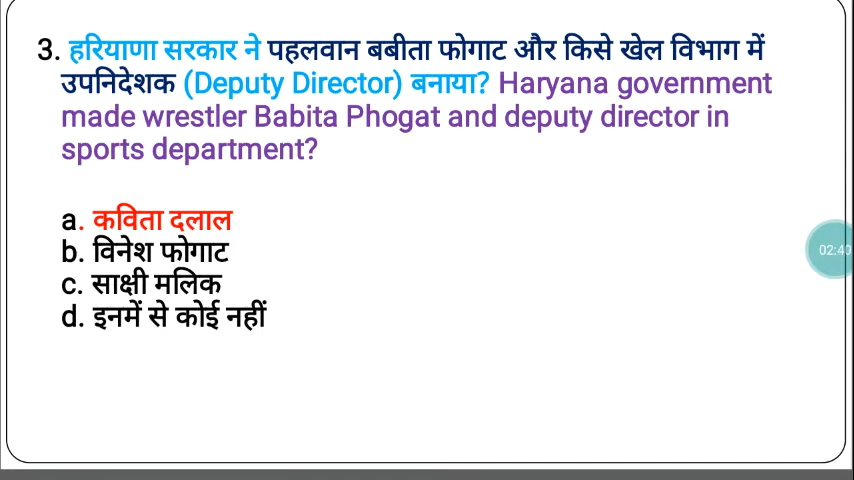 3. हरियाणा सरकार ने पहलवान बबीता फोगाट और किसे खेल विभाग में
उपनिदेशक (Deputy Director) बनाया? Haryana government
made wrestler Babita Phogat and deputy director in
sports department?
a. कविता दलाल
b. विनेश फोगाट
c. साक्षी मलिक
d. इनमें से कोई नहीं
02:40